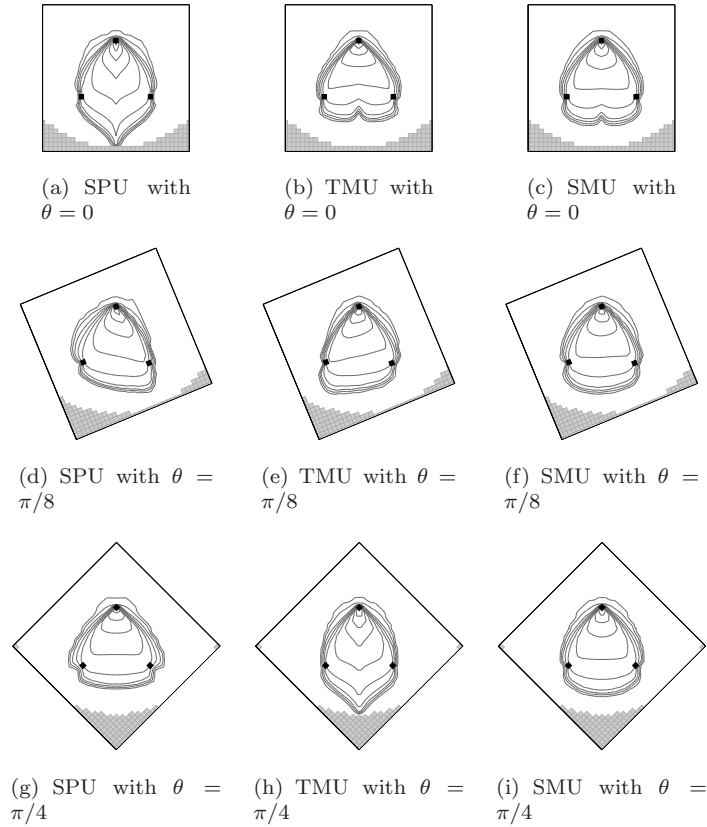 (a) SPU with
θ = 0
(b) TMU with
θ = 0
(c) SMU with
θ = 0
(d) SPU with θ =
π/8
(e) TMU with θ =
π/8
(f) SMU with θ =
π/8
(g) SPU with θ =
π/4
(h) TMU with θ =
π/4
(i) SMU with θ =
π/4